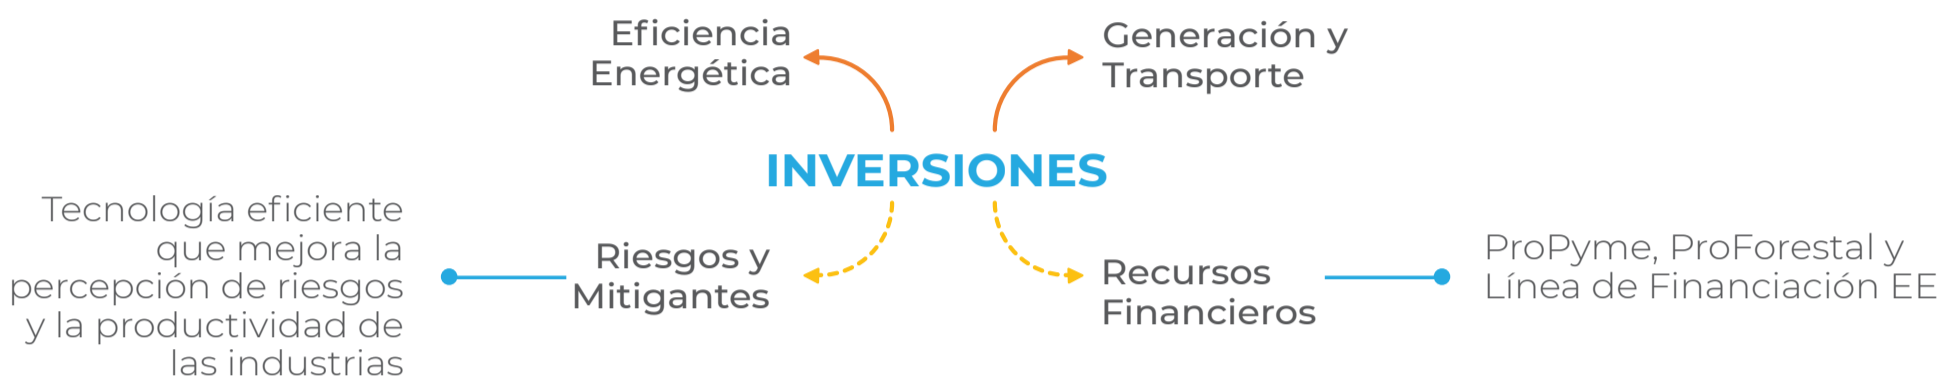 Eficiencia
Energética
Generación y
Transporte
INVERSIONES
Tecnología eficiente
que mejora la
percepción de riesgos
y la productividad de
las industrias
Riesgos y
Mitigantes
Recursos
Financieros
ProPyme, ProForestal y
Línea de Financiación EE